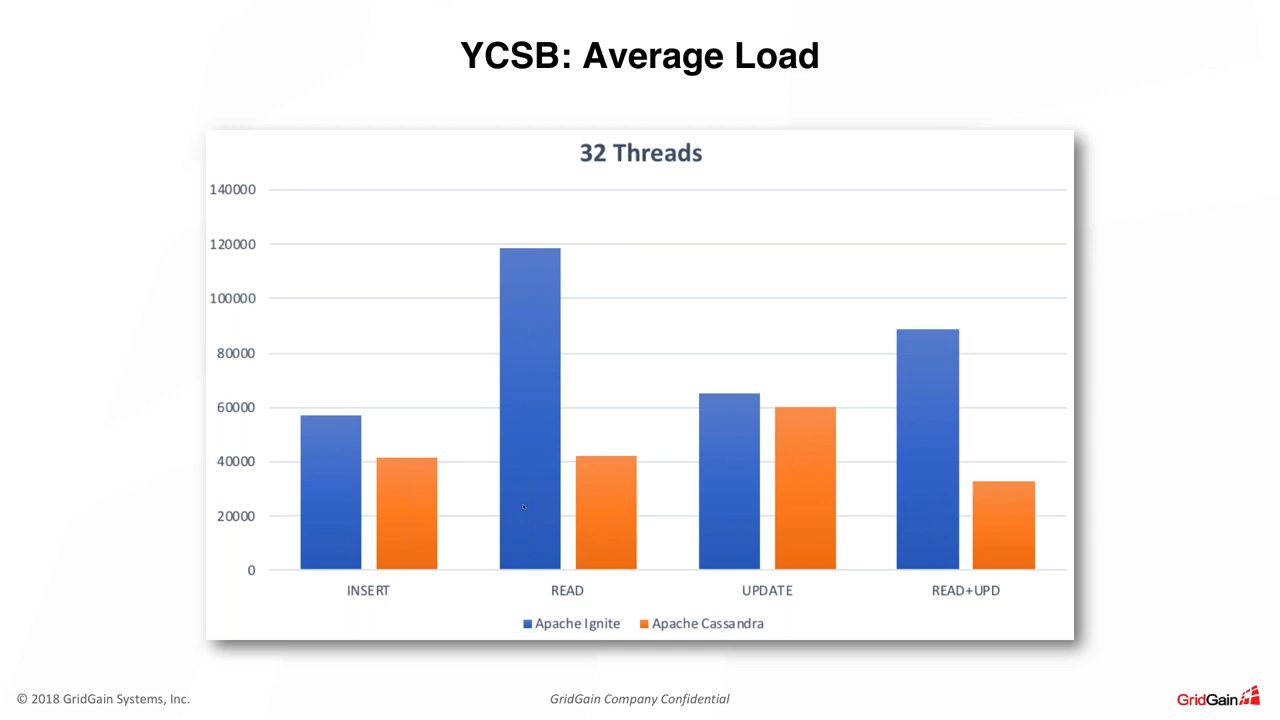 YCSB: Average Load
32 Threads
140000
120000
100000
80000
60000
40000
20000
0
INSERT READ UPDATE READ+UPD
Apache Ignite Apache Cassandra
© 2018 GridGain Systems, Inc. GridGain Company Confidential GridGain